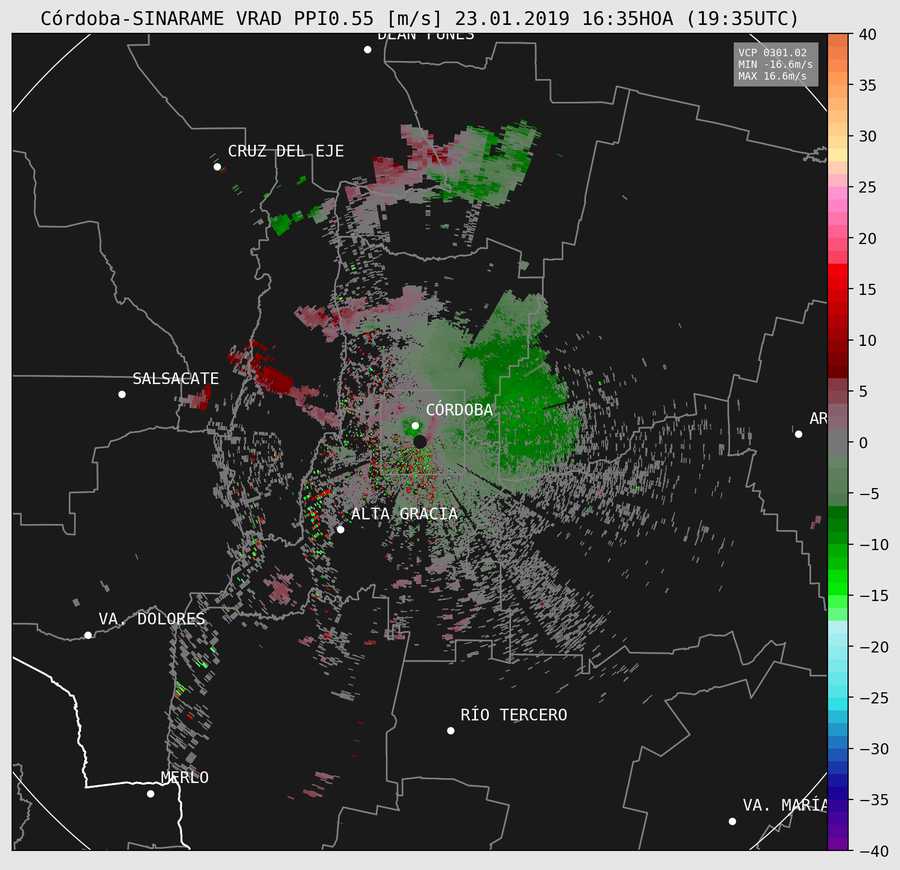 Córdoba-SINARAME VRAD PPI0.55 [m/s] 23.01.2019 16:35HOA (19:35UTC)
DEAN FUNES
VCP 0301.02
MIN -16.6m/s
MAX 16.6m/s
CRUZ DEL EJE
SALSACATE
CÓRDOBA
AR
ALTA GRACIA
VA. DOLORES
RÍO TERCERO
MERLO
VA. MARÍA
40
35
30
25
20
15
10
5
0
−5
−10
−15
−20
−25
−30
−35
−40